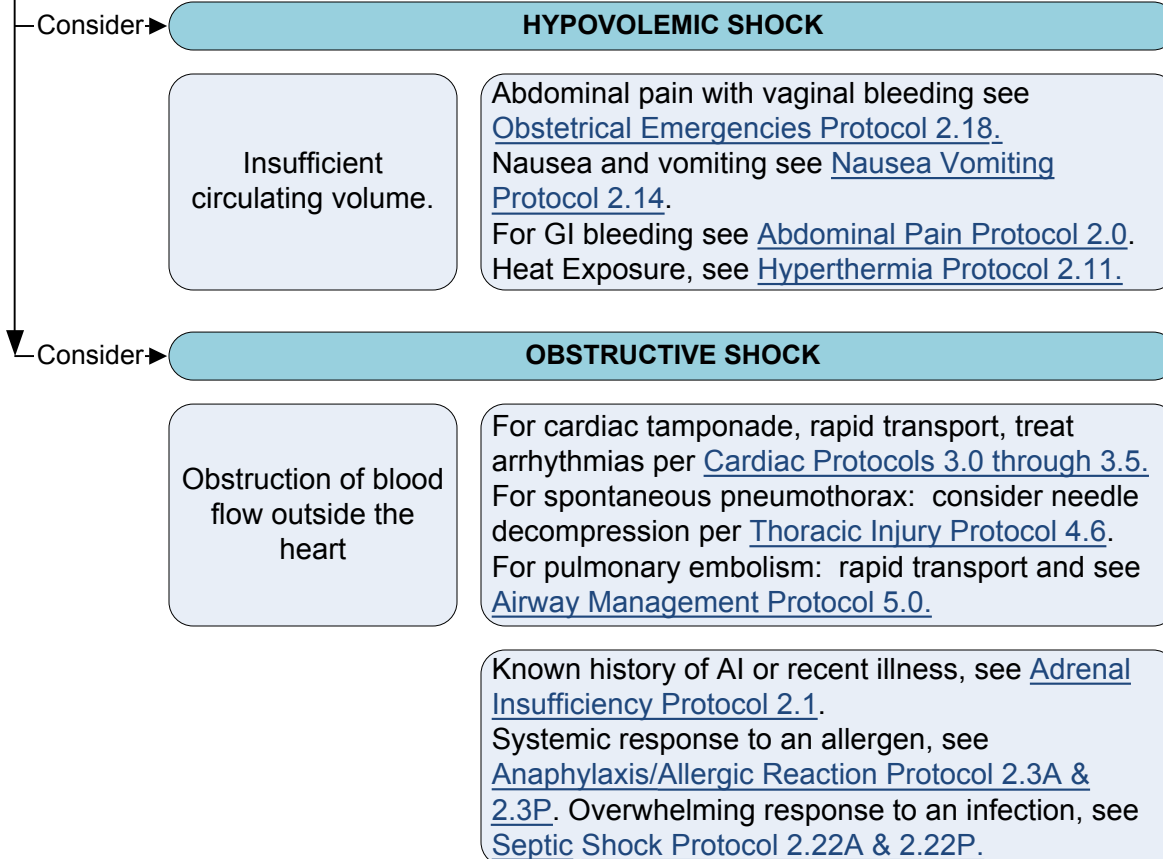 Consider
HYPOVOLEMIC SHOCK
Insufficient
circulating volume.
Abdominal pain with vaginal bleeding see
Obstetrical Emergencies Protocol 2.18.
Nausea and vomiting see Nausea Vomiting
Protocol 2.14.
For GI bleeding see Abdominal Pain Protocol 2.0.
Heat Exposure, see Hyperthermia Protocol 2.11.
Consider
OBSTRUCTIVE SHOCK
Obstruction of blood
flow outside the
heart
For cardiac tamponade, rapid transport, treat
arrhythmias per Cardiac Protocols 3.0 through 3.5.
For spontaneous pneumothorax:  consider needle
decompression per Thoracic Injury Protocol 4.6.
For pulmonary embolism:  rapid transport and see
Airway Management Protocol 5.0.
Known history of AI or recent illness, see Adrenal
Insufficiency Protocol 2.1.
Systemic response to an allergen, see
Anaphylaxis/Allergic Reaction Protocol 2.3A &
2.3P. Overwhelming response to an infection, see
Septic Shock Protocol 2.22A & 2.22P.